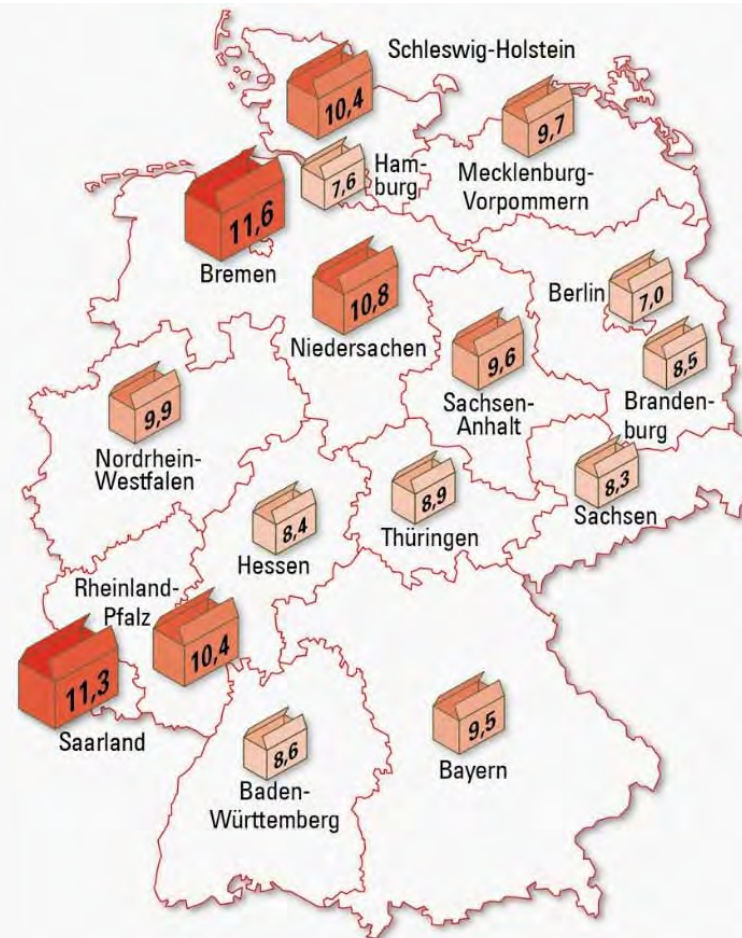 Schleswig-Holstein
10,4
9,7
Mecklenburg-
Vorpommern
Ham-
burg
7,6
11,6
Bremen
10,8
Niedersachen
Berlin
7,0
9,6
Sachsen-
Anhalt
8,5
Branden-
burg
9,9
Nordrhein-
Westfalen
8,4
Hessen
8,9
Thüringen
8,3
Sachsen
Rheinland-
Pfalz
10,4
11,3
Saarland
8,6
Baden-
Württemberg
9,5
Bayern